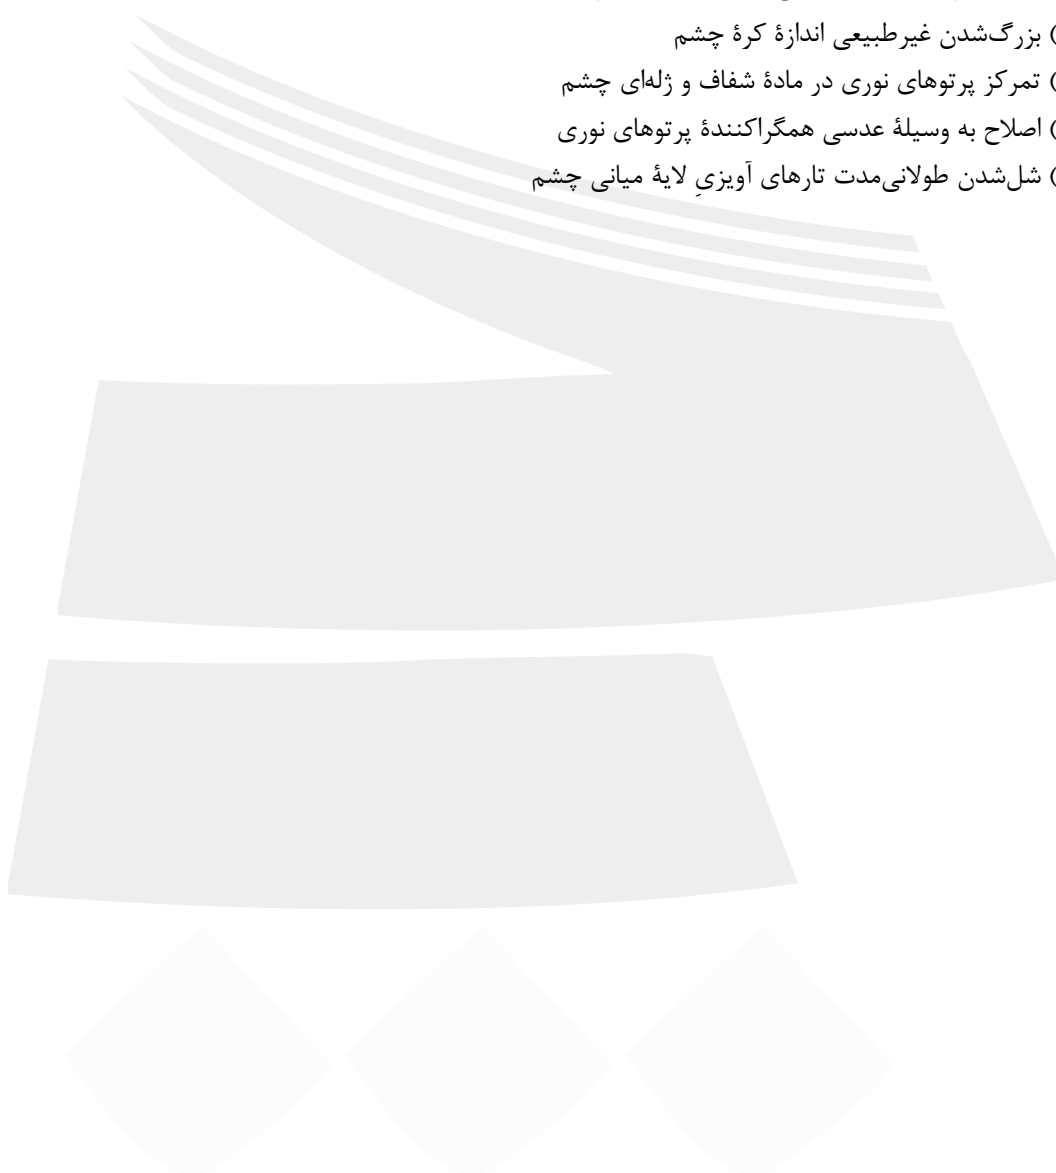 ) بزرگ‌شدن غیرطبیعی اندازهٔ کرهٔ چشم
) تمرکز پرتوهای نوری در مادهٔ شفاف و ژله‌ای چشم
) اصلاح به وسیلهٔ عدسی همگراکنندهٔ پرتوهای نوری
) شل‌شدن طولانی‌مدت تارهای آویزیِ لایهٔ میانی چشم